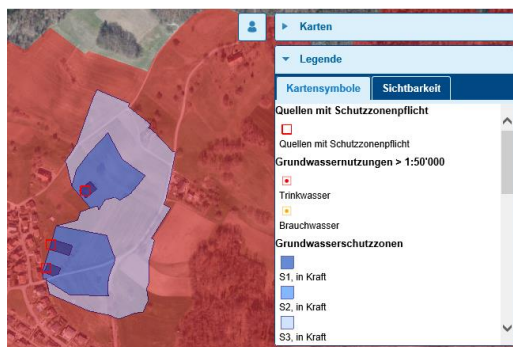 Karten
Legende
Kartensymbole
Sichtbarkeit
Quellen mit Schutzzonenpflicht
Quellen mit Schutzzonenpflicht
Grundwassernutzungen > 1:50'000
Trinkwasser
Brauchwasser
Grundwasserschutzzonen
S1, in Kraft
S2, in Kraft
S3, in Kraft